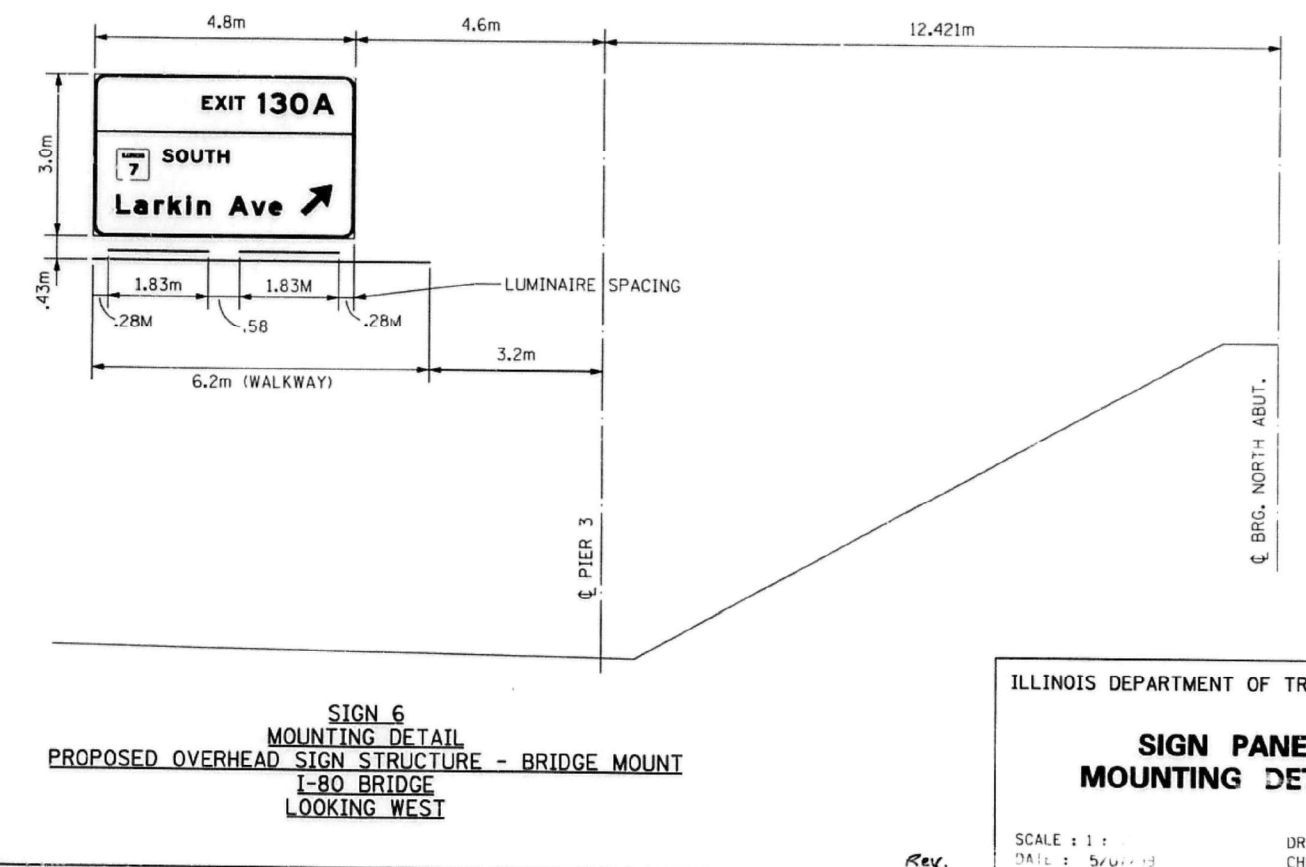 4.8m
4.6m
12.421m
EXIT 130A
3.0m
ILLINOIS
7
SOUTH
Larkin Ave
.43m
1.83m
1.83M
LUMINAIRE SPACING
.28M
.58
.28M
3.2m
6.2m (WALKWAY)
℄ PIER 3
℄ BRG. NORTH ABUT.
SIGN 6
MOUNTING DETAIL
PROPOSED OVERHEAD SIGN STRUCTURE - BRIDGE MOUNT
I-80 BRIDGE
LOOKING WEST
ILLINOIS DEPARTMENT OF TR
SIGN PANE
MOUNTING DET
SCALE : 1 :
DR
Rev.
DATE :
CH